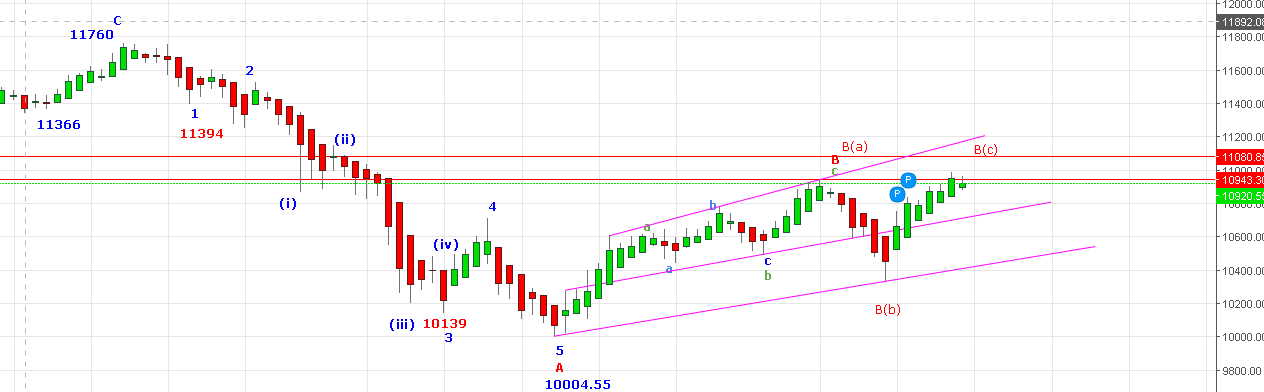 C
11760
11366
1
11394
2
(i)
(ii)
(iii)
(iv)
10139
3
4
5
A
10004.55
a
a
b
c
b
B(a)
B
c
B(b)
P
P
B(c)
12000.00
11892.08
11800.00
11600.00
11400.00
11200.00
11080.85
11000.00
10943.30
10920.55
10800.00
10600.00
10400.00
10200.00
10000.00
9800.00